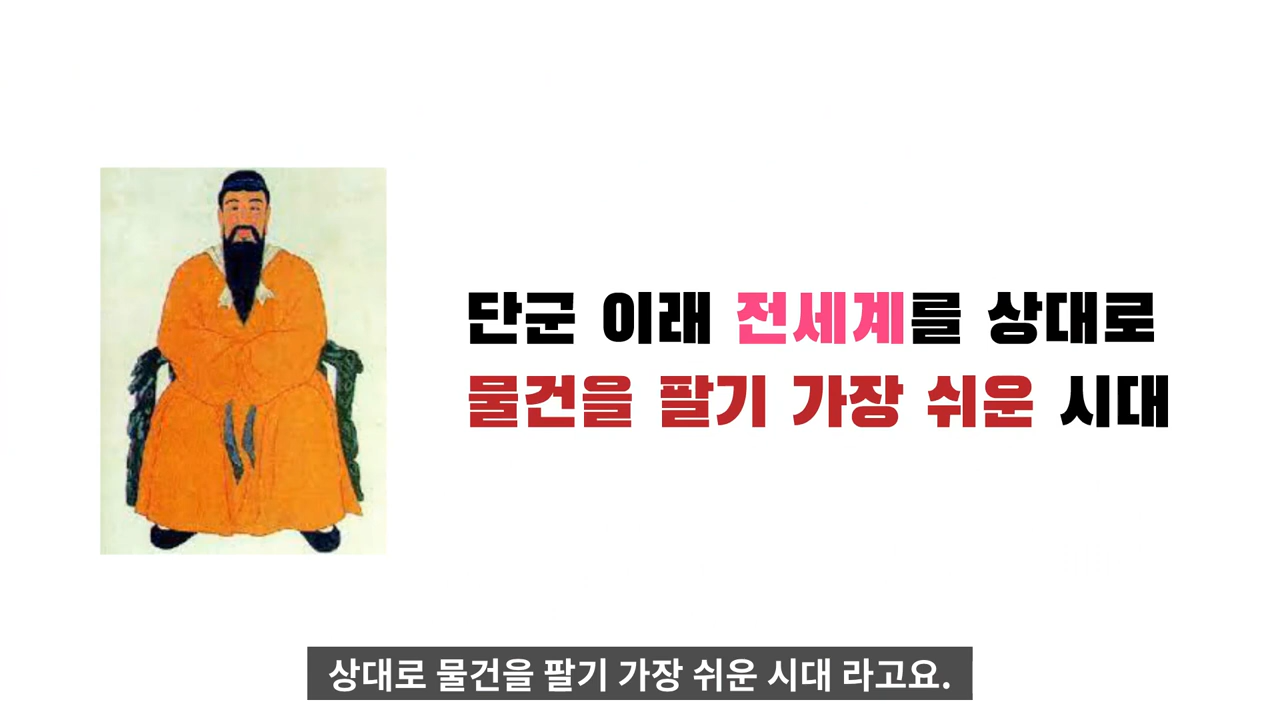 단군 이래 전세계를 상대로
물건을 팔기 가장 쉬운 시대
상대로 물건을 팔기 가장 쉬운 시대 라고요.